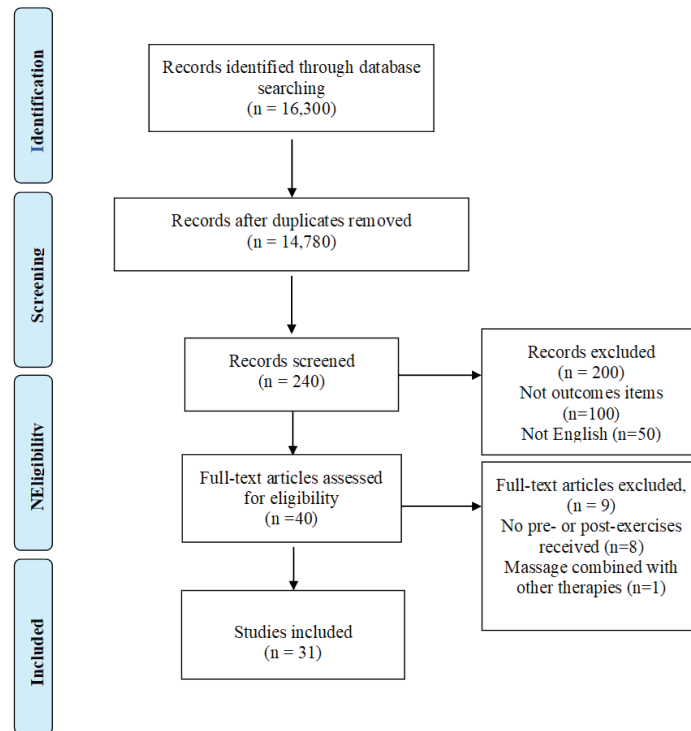 Identification
Records identified through database
searching
(n = 16,300)
Screening
Records after duplicates removed
(n = 14,780)
Records screened
(n = 240)
Records excluded
(n = 200)
Not outcomes items
(n=100)
Not English (n=50)
NEligibility
Full-text articles assessed
for eligibility
(n =40)
Full-text articles excluded,
(n = 9)
No pre- or post-exercises
received (n=8)
Massage combined with
other therapies (n=1)
Included
Studies included
(n = 31)